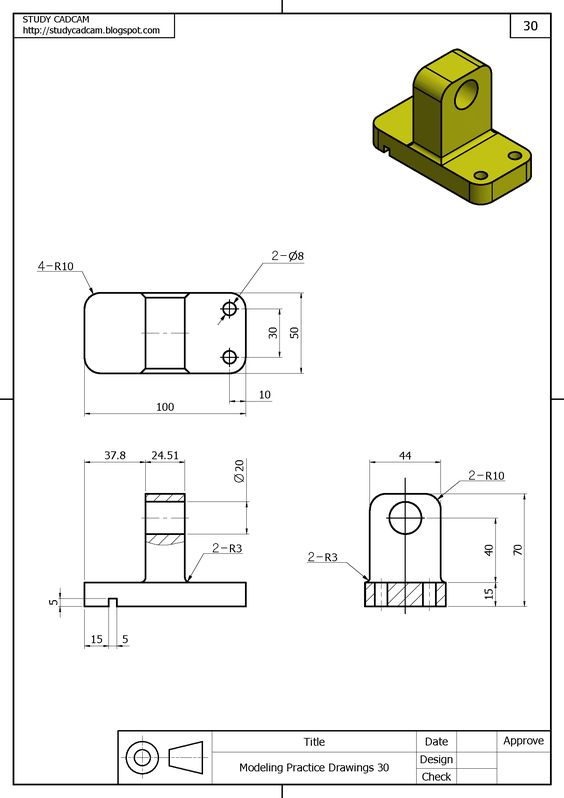 STUDY CADCAM
http://studycadcam.blogspot.com
30
4-R10
2-Ø8
30
50
10
100
37.8
24.51
Ø20
2-R3
5
15
5
44
2-R10
2-R3
40
70
15
Title
Date
Approve
Modeling Practice Drawings 30
Design
Check